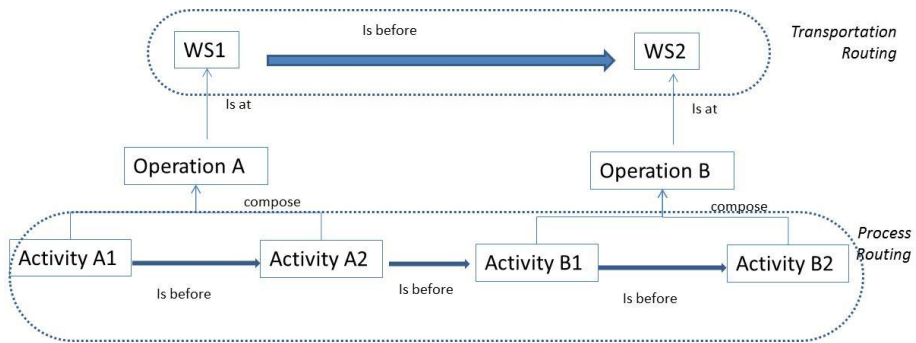 Is before
Transportation
Routing
WS1
WS2
Is at
Is at
Operation A
Operation B
compose
compose
Process
Routing
Activity A1
Activity A2
Activity B1
Activity B2
Is before
Is before
Is before